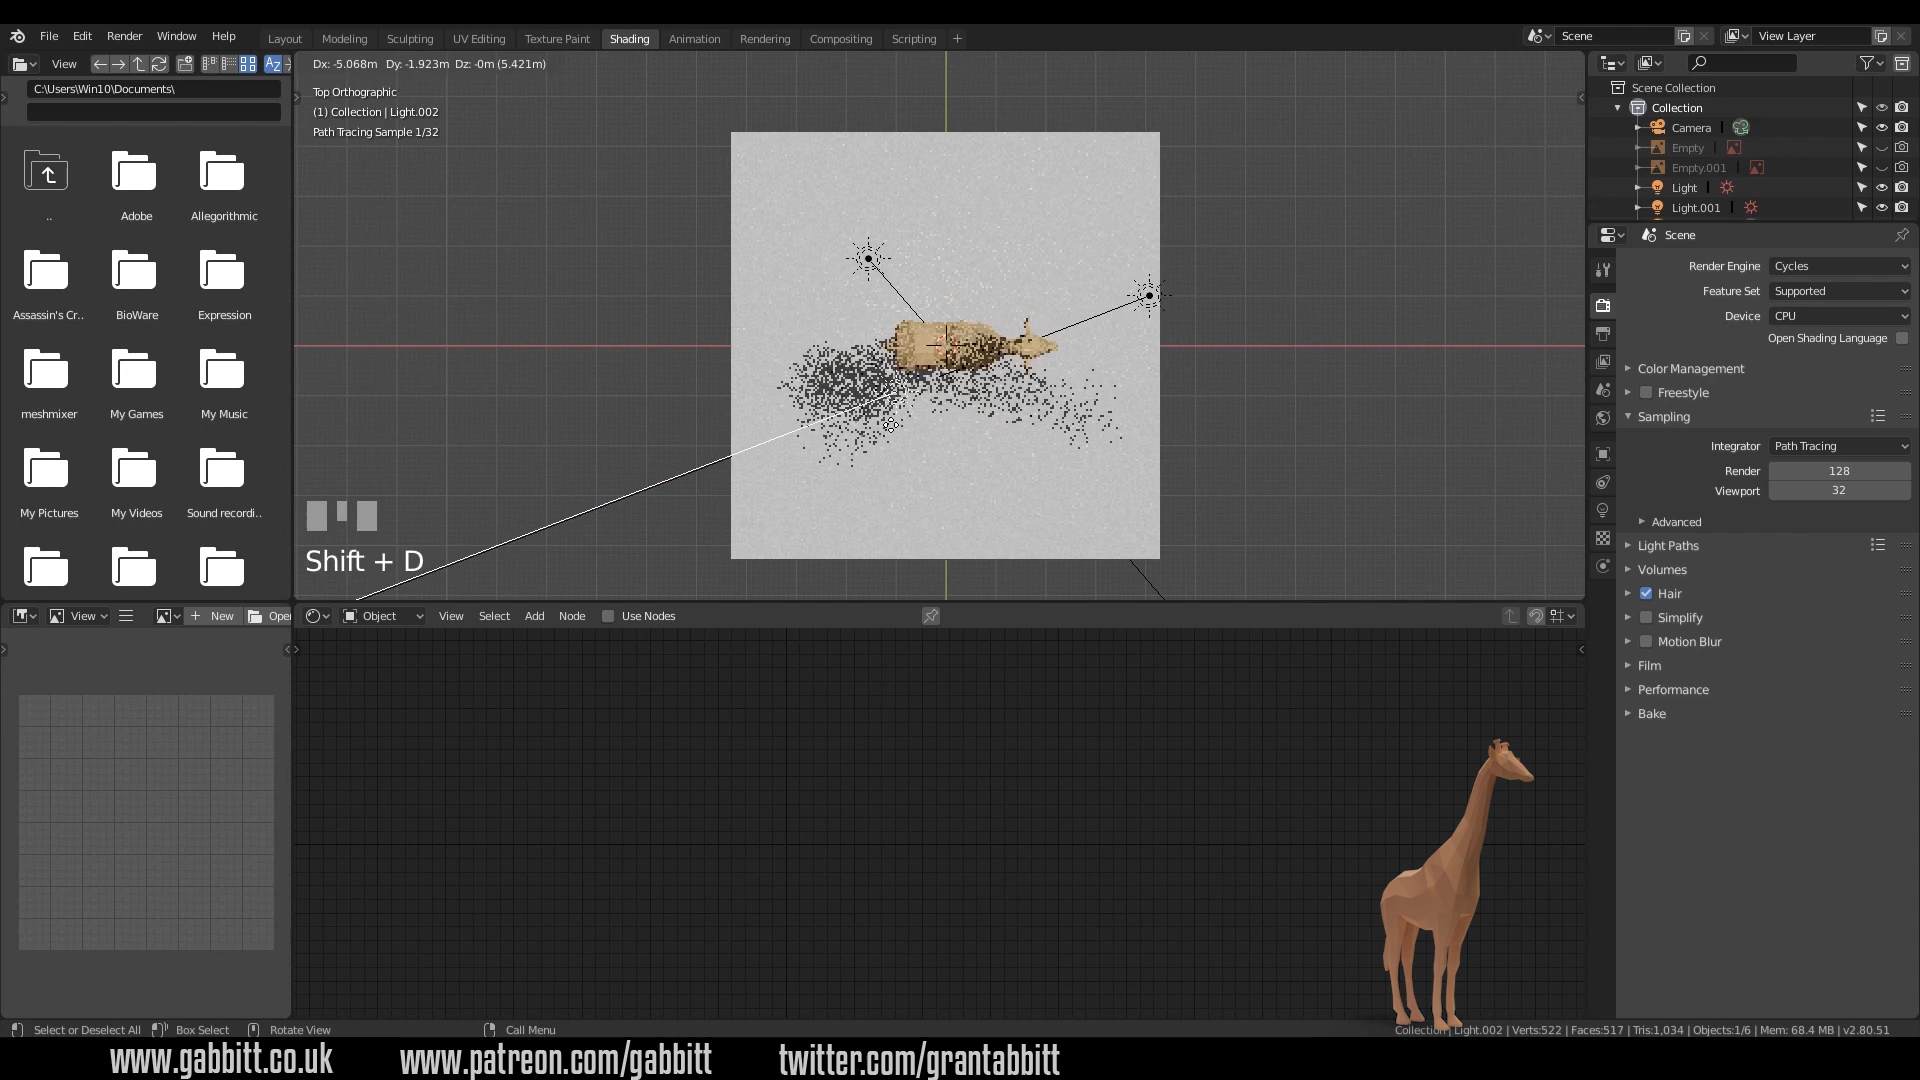 File Edit Render Window Help
Layout Modeling Sculpting UV Editing Texture Paint Shading Animation Rendering Compositing Scripting
Scene
View Layer
View
C:\Users\Win10\Documents\
..
Adobe
Allegorithmic
Assassin's Cr..
BioWare
Expression
meshmixer
My Games
My Music
My Pictures
My Videos
Sound recordi..
Dx: -5.068m Dy: -1.923m Dz: -0m (5.421m)
Top Orthographic
(1) Collection | Light.002
Path Tracing Sample 1/32
Shift + D
Scene Collection
Collection
Camera
Empty
Empty.001
Light
Light.001
Scene
Render Engine Cycles
Feature Set Supported
Device CPU
Open Shading Language
Color Management
Freestyle
Sampling
Integrator Path Tracing
Render 128
Viewport 32
Advanced
Light Paths
Volumes
Hair
Simplify
Motion Blur
Film
Performance
Bake
View New Open
Object View Select Add Node Use Nodes
Select or Deselect All Box Select Rotate View Call Menu
Collection | Light.002 | Verts:522 | Faces:517 | Tris:1,034 | Objects:1/6 | Mem: 68.4 MB | v2.80.51
www.gabbitt.co.uk www.patreon.com/gabbitt twitter.com/grantabbitt